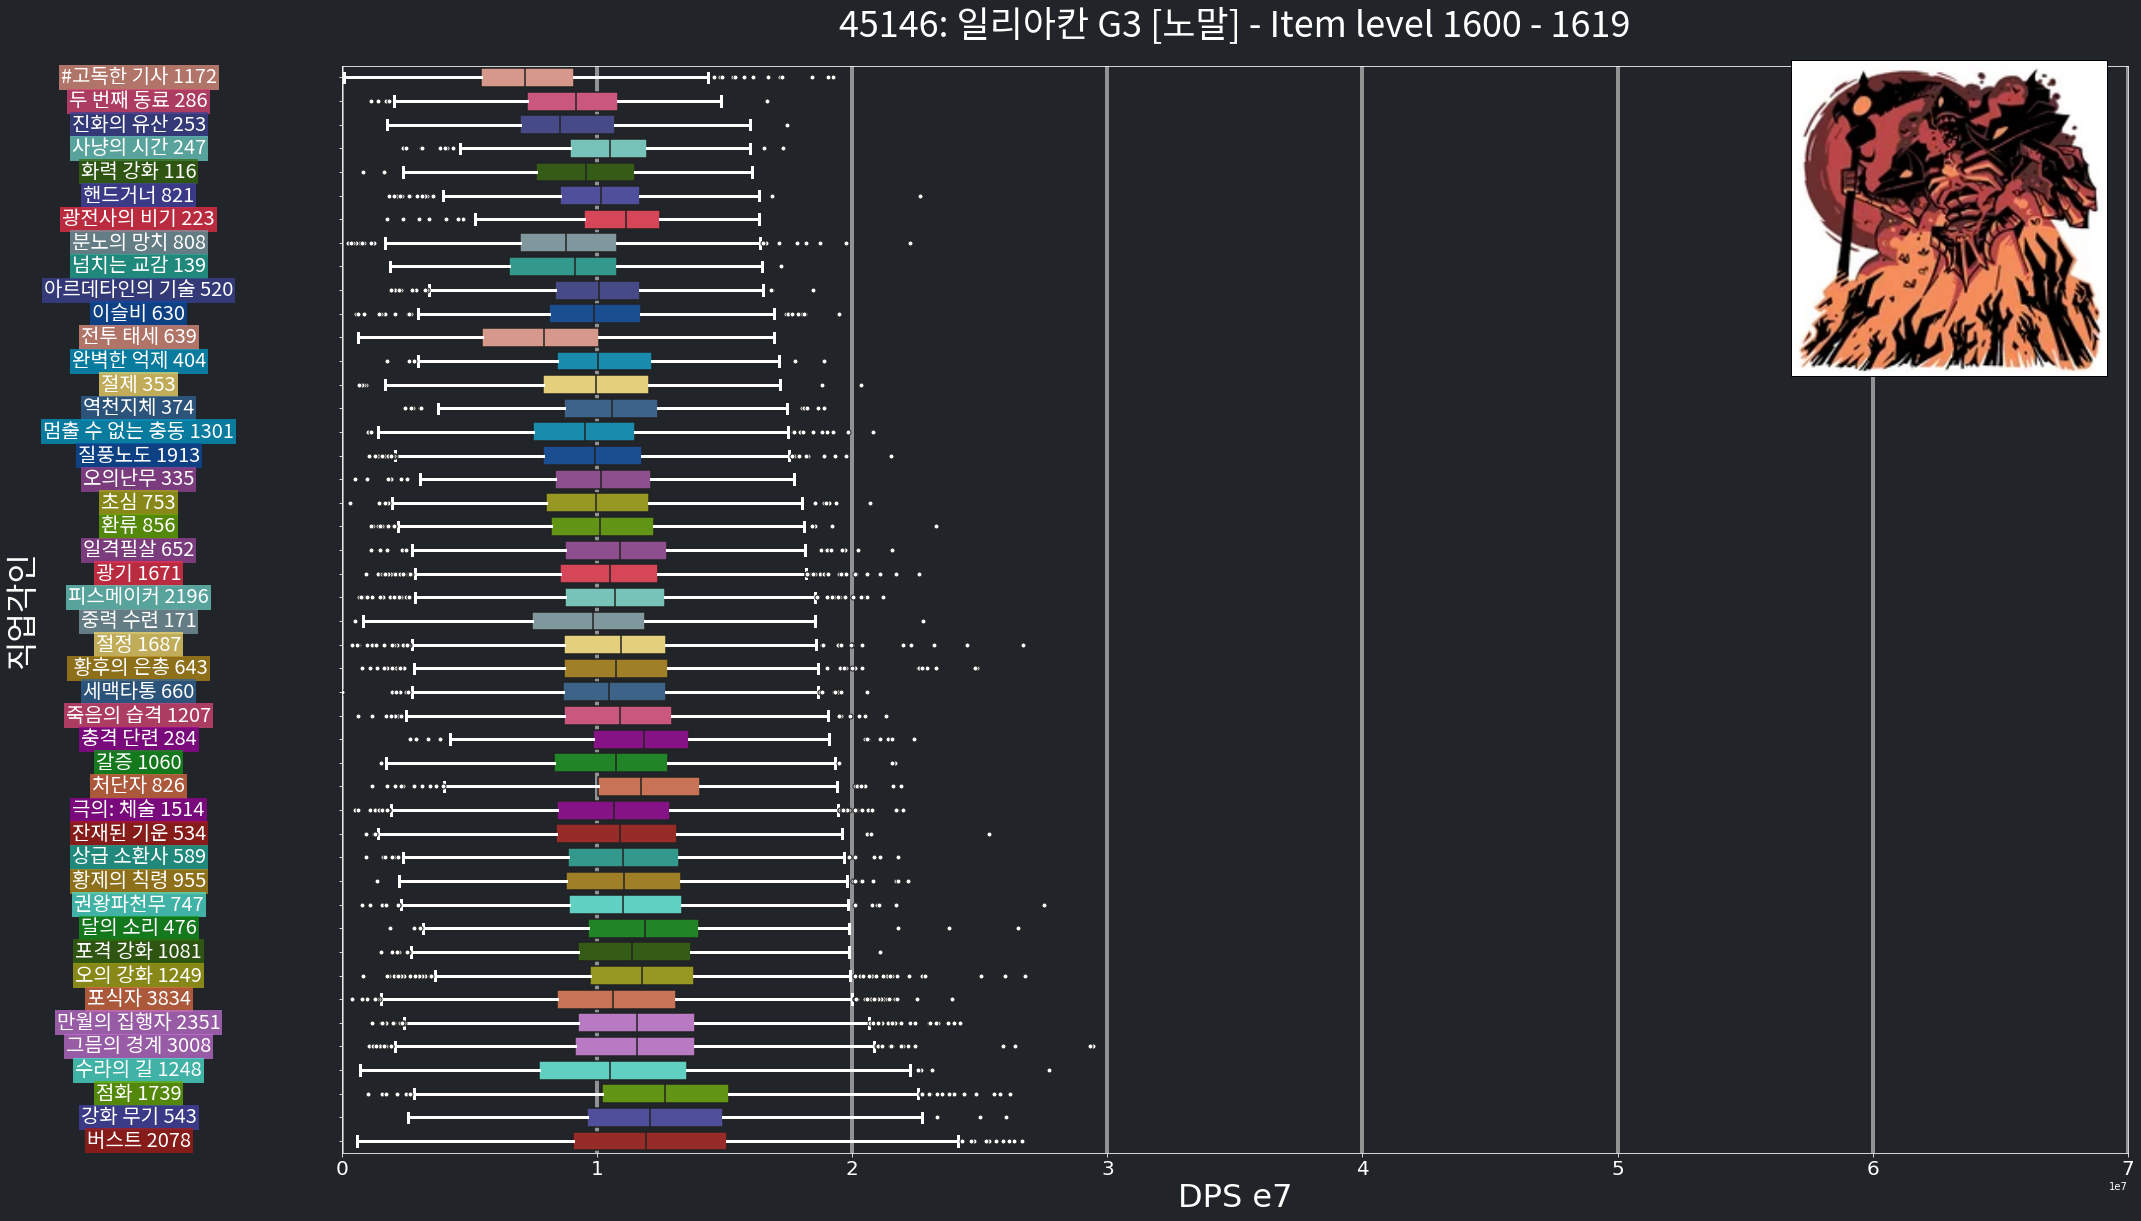 45146: 일리아칸 G3 [노말] - Item level 1600 - 1619
#고독한 기사 1172
두 번째 동료 286
진화의 유산 253
사냥의 시간 247
화력 강화 116
핸드거너 821
광전사의 비기 223
분노의 망치 808
넘치는 교감 139
아르데타인의 기술 520
이슬비 630
전투 태세 639
완벽한 억제 404
절제 353
역천지체 374
멈출 수 없는 충동 1301
질풍노도 1913
오의난무 335
초심 753
환류 856
일격필살 652
광기 1671
피스메이커 2196
중력 수련 171
절정 1687
황후의 은총 643
세맥타통 660
죽음의 습격 1207
충격 단련 284
갈증 1060
처단자 826
극의: 체술 1514
잔재된 기운 534
상급 소환사 589
황제의 칙령 955
권왕파천무 747
달의 소리 476
포격 강화 1081
오의 강화 1249
포식자 3834
만월의 집행자 2351
그믐의 경계 3008
수라의 길 1248
점화 1739
강화 무기 543
버스트 2078
직업각인
0 1 2 3 4 5 6 7
1e7
DPS e7